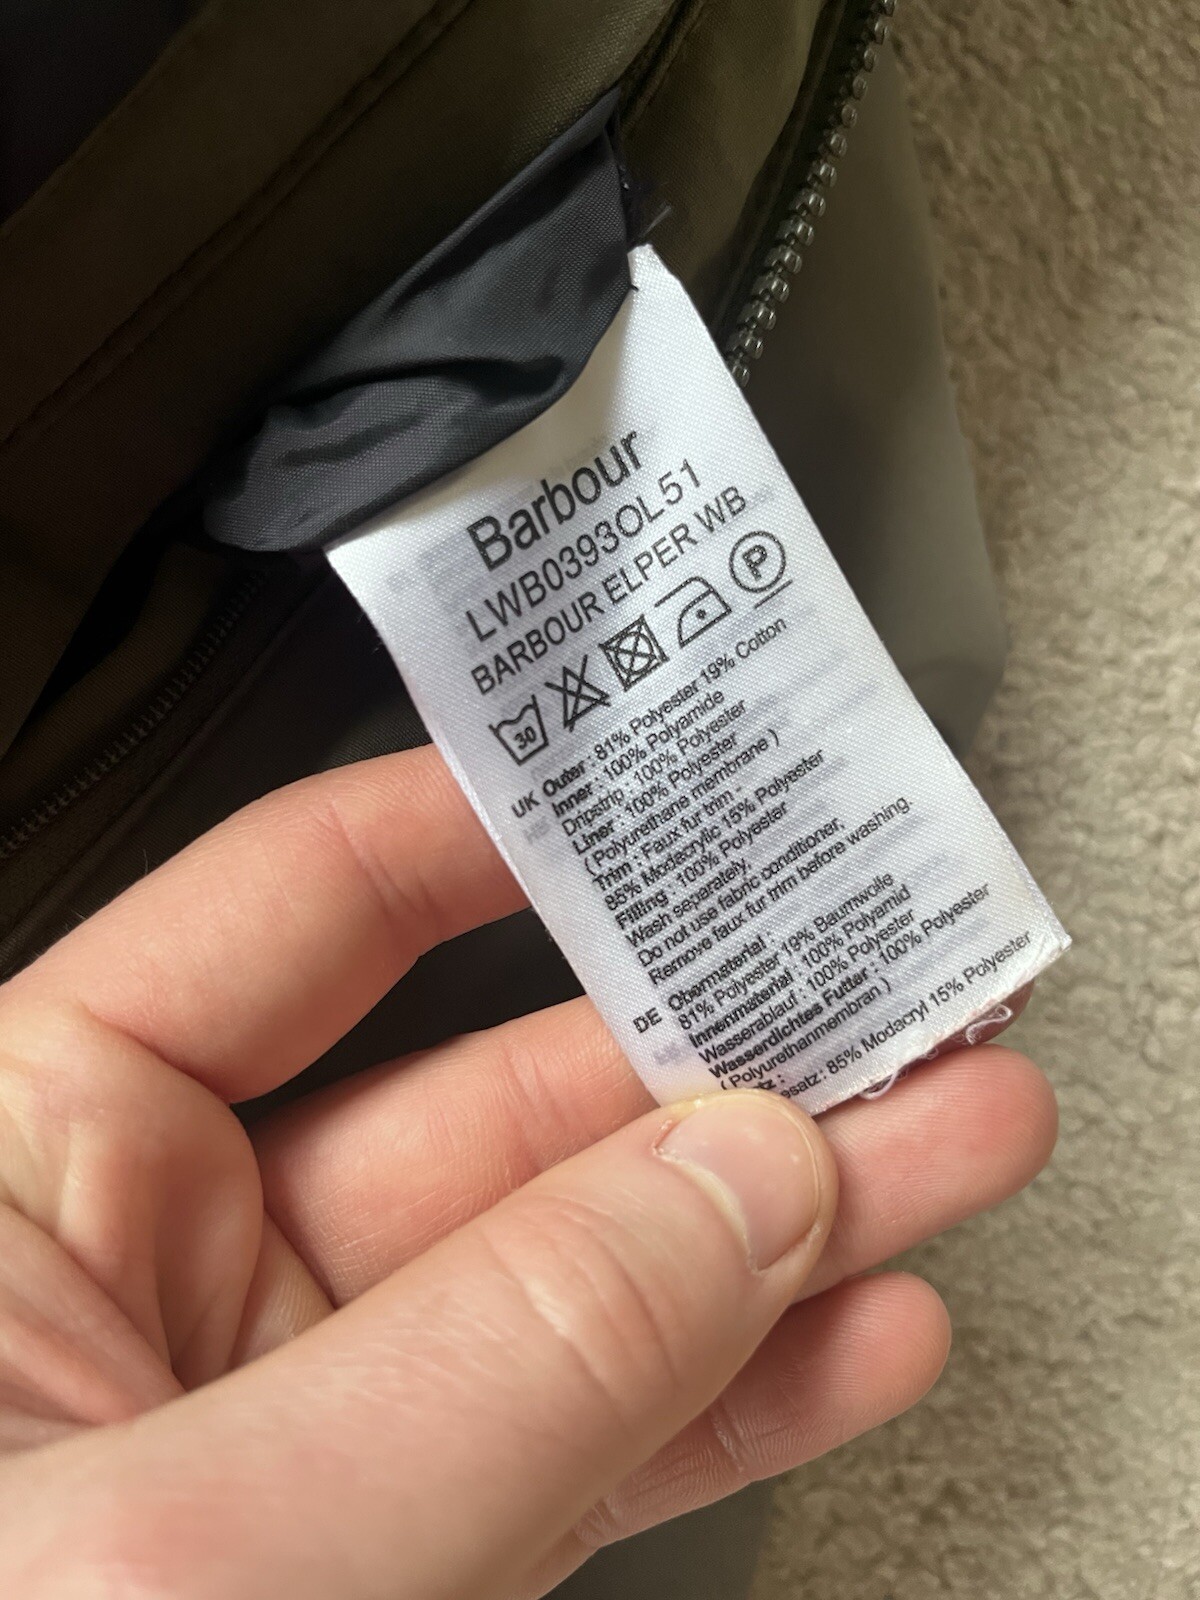 Barbour
LWB0393OL51
BARBOUR ELPER WB
30
P
UK Outer : 81% Polyester 19% Cotton
Inner : 100% Polyamide
Dripstrip : 100% Polyester
Liner : 100% Polyester
( Polyurethane membrane )
Trim : Faux fur trim -
85% Modacrylic 15% Polyester
Filling : 100% Polyester
Wash separately,
Do not use fabric conditioner,
Remove faux fur trim before washing.
DE Obermaterial :
81% Polyester 19% Baumwolle
Innenmaterial : 100% Polyamid
Wasserablauf : 100% Polyester
Wasserdichtes Futter : 100% Polyester
( Polyurethanmembran )
85% Modacryl 15% Polyester